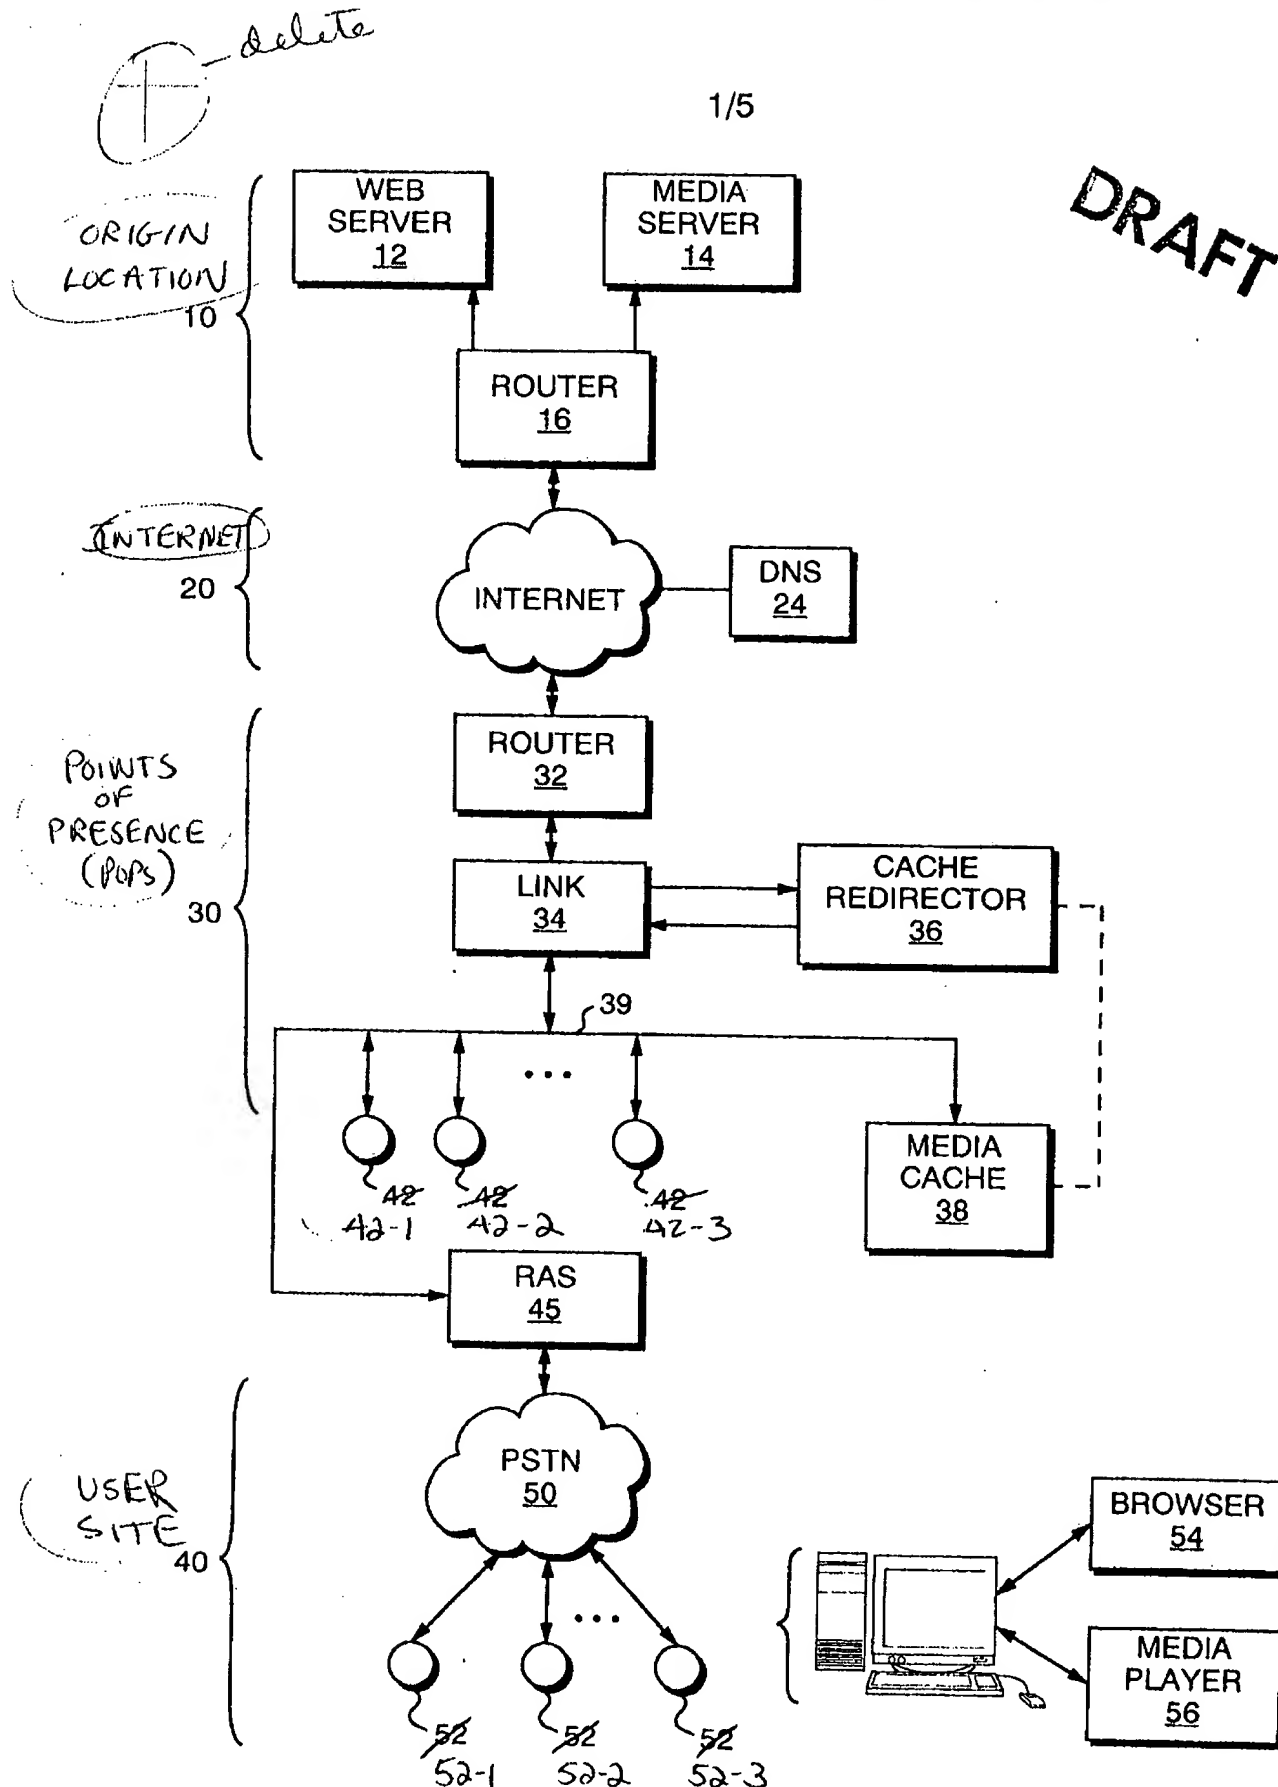 delete
1/5
DRAFT
WEB
SERVER
12
MEDIA
SERVER
14
ORIGIN
LOCATION
10
ROUTER
16
INTERNET
20
INTERNET
DNS
24
ROUTER
32
POINTS
OF
PRESENCE
(POPS)
30
LINK
34
CACHE
REDIRECTOR
36
39
42
42
42
42-1
42-2
42-3
MEDIA
CACHE
38
RAS
45
PSTN
50
USER
SITE
40
BROWSER
54
MEDIA
PLAYER
56
52
52
52
52-1
52-2
52-3